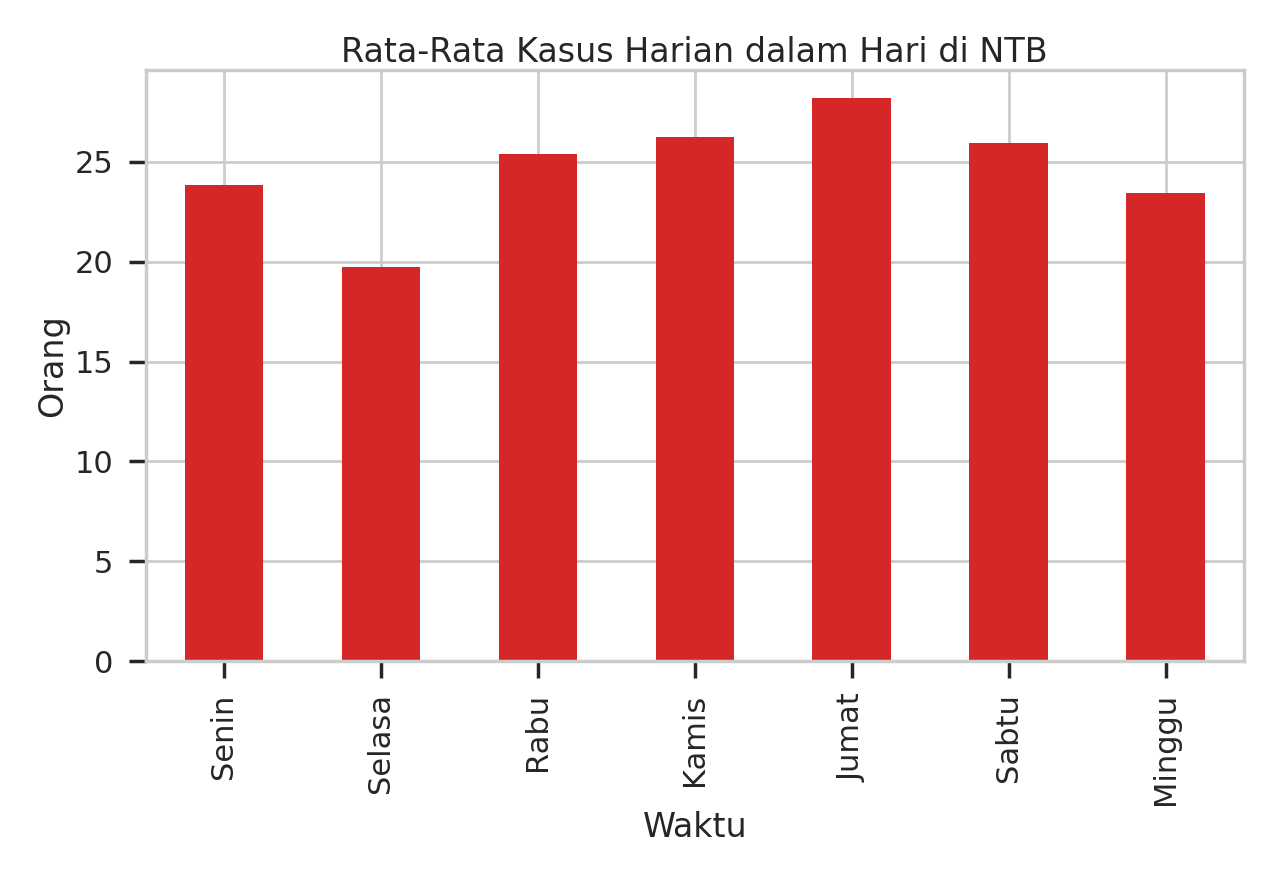 Rata-Rata Kasus Harian dalam Hari di NTB
Orang
25
20
15
10
5
0
Senin
Selasa
Rabu
Kamis
Jumat
Sabtu
Minggu
Waktu